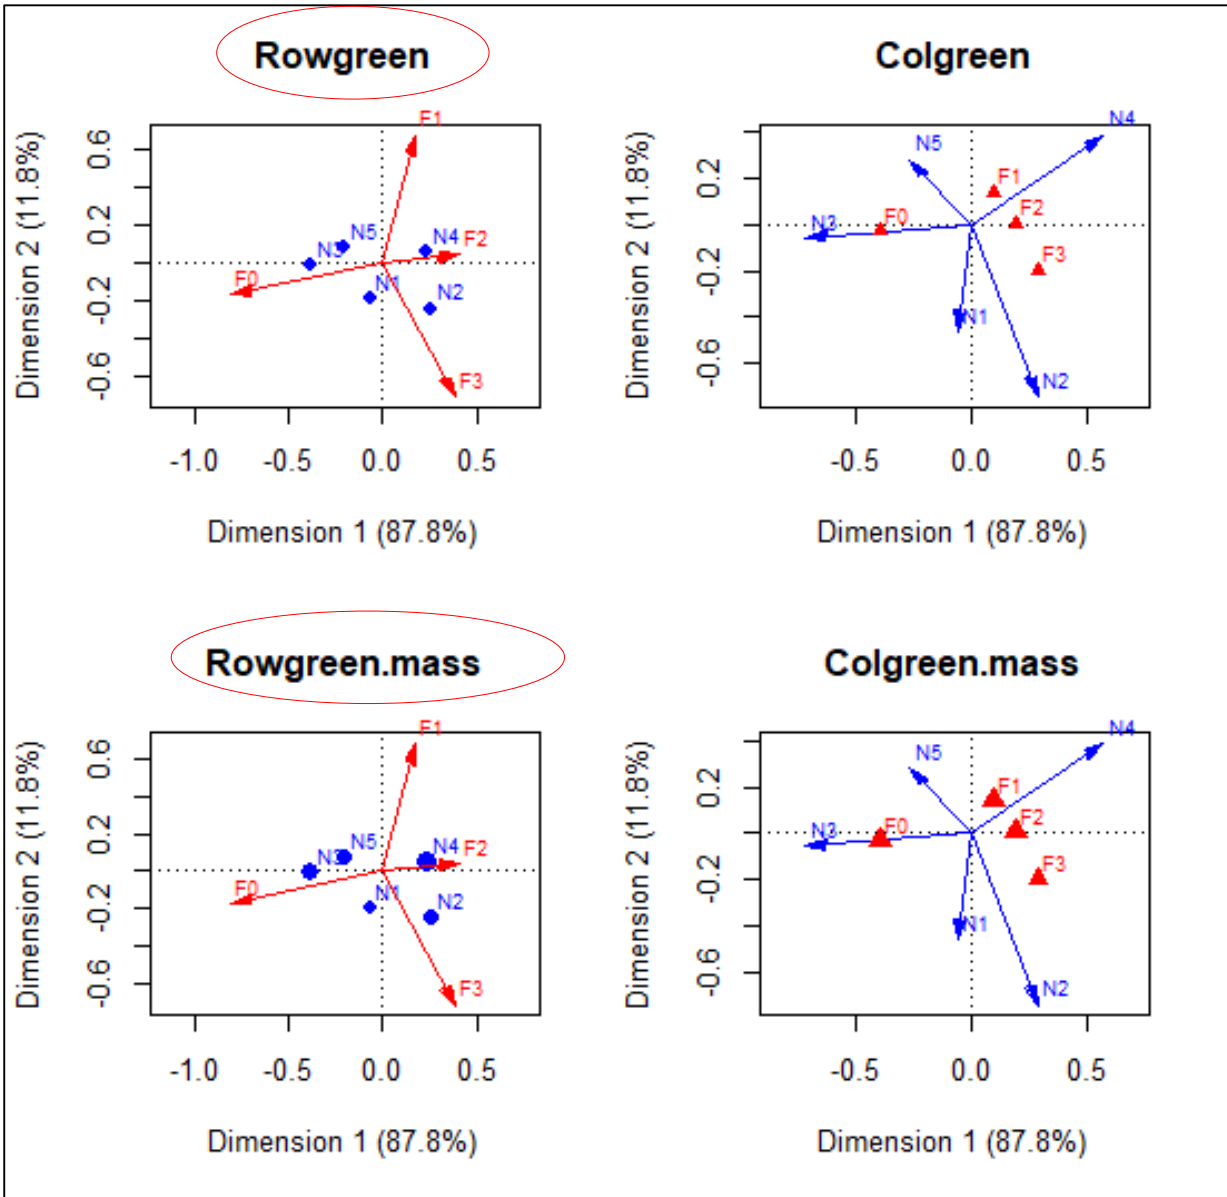 Rowgreen
Dimension 2 (11.8%)
0.6
0.2
-0.2
-0.6
F1
N5
N4
F2
N3
F0
N1
N2
F3
-1.0 -0.5 0.0 0.5
Dimension 1 (87.8%)
Colgreen
Dimension 2 (11.8%)
0.2
-0.2
-0.6
N4
N5
F1
F2
N3
F0
F3
N1
N2
-0.5 0.0 0.5
Dimension 1 (87.8%)
Rowgreen.mass
Dimension 2 (11.8%)
0.6
0.2
-0.2
-0.6
F1
N5
N4
F2
N3
F0
N1
N2
F3
-1.0 -0.5 0.0 0.5
Dimension 1 (87.8%)
Colgreen.mass
Dimension 2 (11.8%)
0.2
-0.2
-0.6
N4
N5
F1
F2
N3
F0
F3
N1
N2
-0.5 0.0 0.5
Dimension 1 (87.8%)